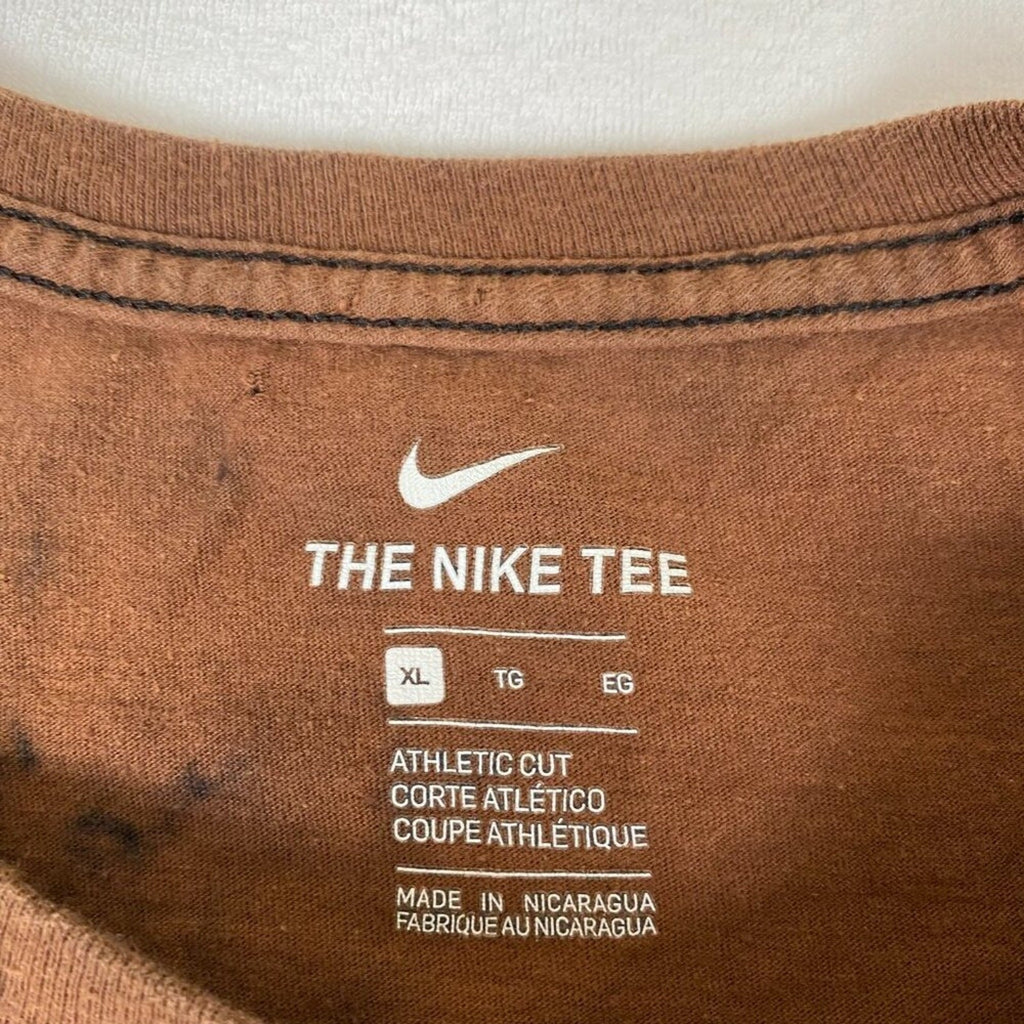 THE NIKE TEE
XL TG EG
ATHLETIC CUT
CORTE ATLÉTICO
COUPE ATHLÉTIQUE
MADE IN NICARAGUA
FABRIQUE AU NICARAGUA